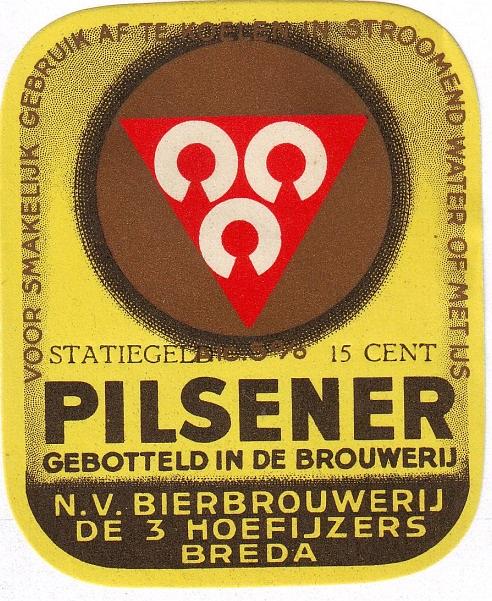 VOOR SMAKELIJK GEBRUIK AF TE KOELEN IN STROOMEND WATER OF MET IJS
STATIEGELD 15 CENT
PILSENER
GEBOTTELD IN DE BROUWERIJ
N.V. BIERBROUWERIJ
DE 3 HOEFIJZERS
BREDA